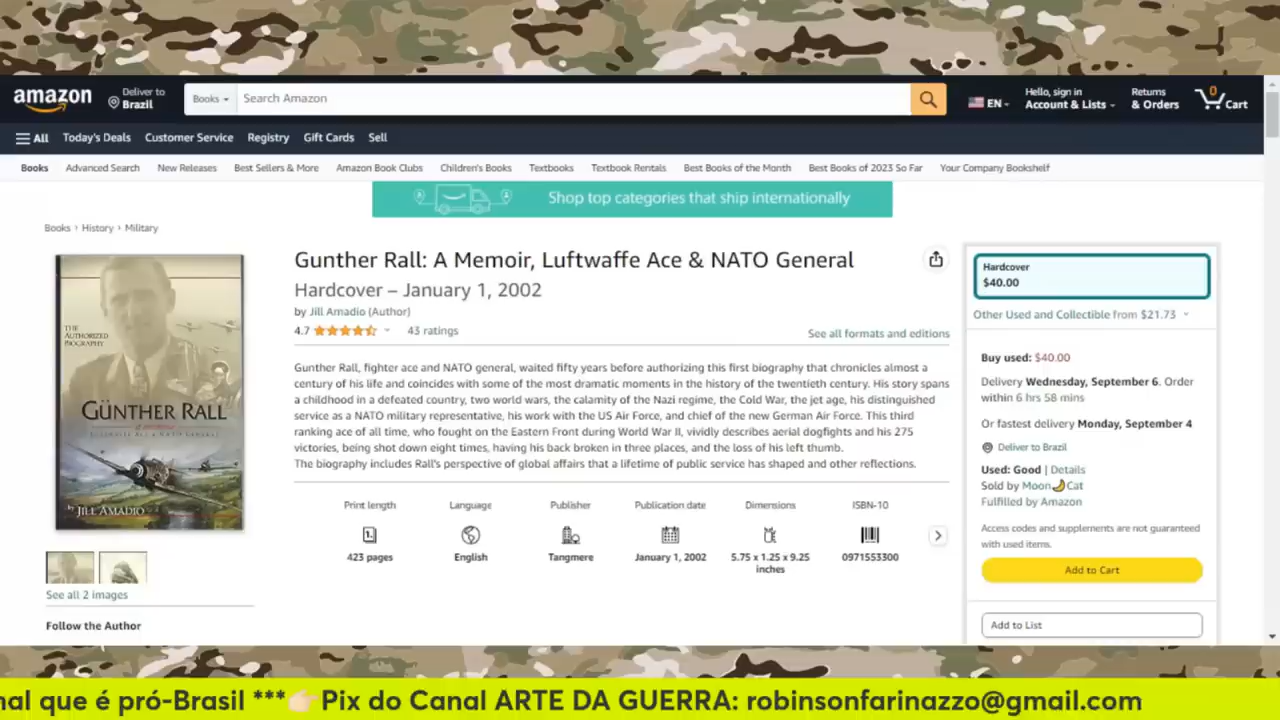 amazon
Deliver to
Brazil
Books
Search Amazon
EN
Hello, sign in
Account & Lists
Returns
& Orders
0
Cart
All
Today's Deals
Customer Service
Registry
Gift Cards
Sell
Books
Advanced Search
New Releases
Best Sellers & More
Amazon Book Clubs
Children's Books
Textbooks
Textbook Rentals
Best Books of the Month
Best Books of 2023 So Far
Your Company Bookshelf
Shop top categories that ship internationally
Books › History › Military
THE
AUTHORIZED
BIOGRAPHY
GÜNTHER RALL
a memoir
LUFTWAFFE ACE & NATO GENERAL
by JILL AMADIO
See all 2 images
Follow the Author
Gunther Rall: A Memoir, Luftwaffe Ace & NATO General
Hardcover – January 1, 2002
by Jill Amadio (Author)
4.7
43 ratings
See all formats and editions
Gunther Rall, fighter ace and NATO general, waited fifty years before authorizing this first biography that chronicles almost a
century of his life and coincides with some of the most dramatic moments in the history of the twentieth century. His story spans
a childhood in a defeated country, two world wars, the calamity of the Nazi regime, the Cold War, the jet age, his distinguished
service as a NATO military representative, his work with the US Air Force, and chief of the new German Air Force. This third
ranking ace of all time, who fought on the Eastern Front during World War II, vividly describes aerial dogfights and his 275
victories, being shot down eight times, having his back broken in three places, and the loss of his left thumb.
The biography includes Rall's perspective of global affairs that a lifetime of public service has shaped and other reflections.
Print length
423 pages
Language
English
Publisher
Tangmere
Publication date
January 1, 2002
Dimensions
5.75 x 1.25 x 9.25
inches
ISBN-10
0971553300
Hardcover
$40.00
Other Used and Collectible from $21.73
Buy used: $40.00
Delivery Wednesday, September 6. Order
within 6 hrs 58 mins
Or fastest delivery Monday, September 4
Deliver to Brazil
Used: Good | Details
Sold by Moon🌙Cat
Fulfilled by Amazon
Access codes and supplements are not guaranteed
with used items.
Add to Cart
Add to List
nal que é pró-Brasil ***👉🏻Pix do Canal ARTE DA GUERRA: robinsonfarinazzo@gmail.com